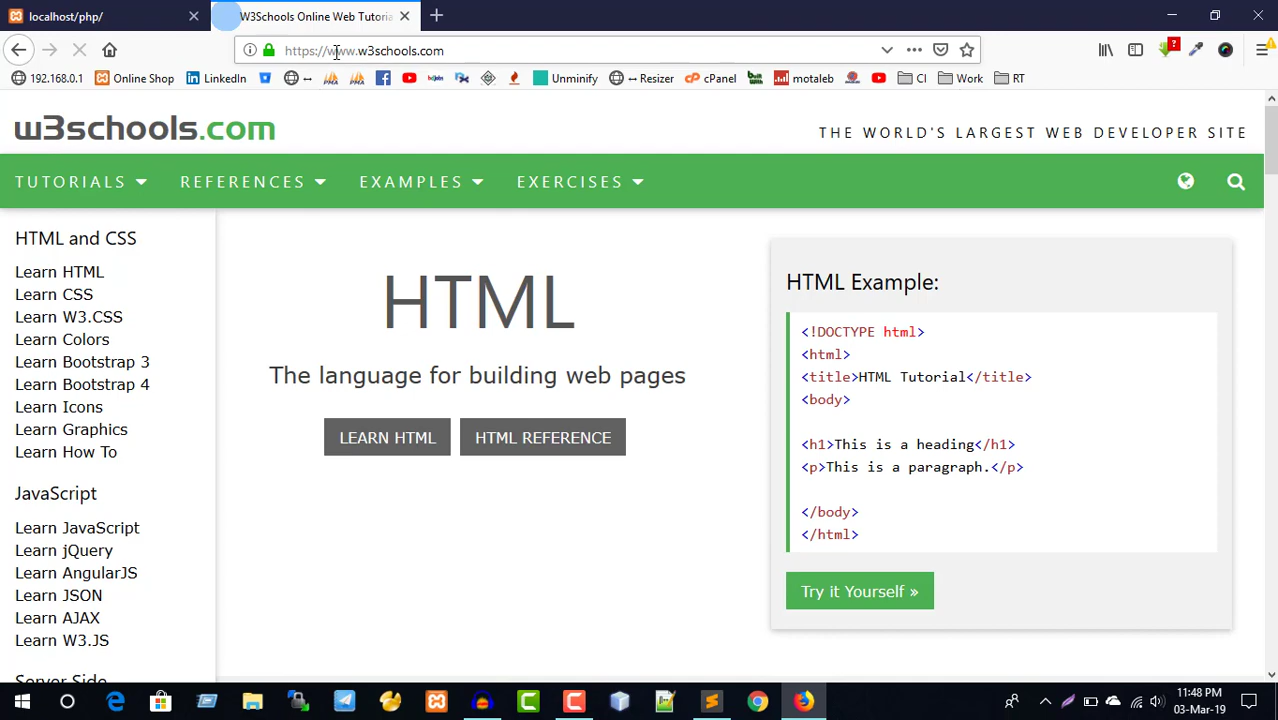 localhost/php/
W3Schools Online Web Tutoria
https://www.w3schools.com
192.168.0.1 Online Shop LinkedIn Unminify Resizer cPanel motaleb CI Work RT
w3schools.com
THE WORLD'S LARGEST WEB DEVELOPER SITE
TUTORIALS REFERENCES EXAMPLES EXERCISES
HTML and CSS
Learn HTML
Learn CSS
Learn W3.CSS
Learn Colors
Learn Bootstrap 3
Learn Bootstrap 4
Learn Icons
Learn Graphics
Learn How To
JavaScript
Learn JavaScript
Learn jQuery
Learn AngularJS
Learn JSON
Learn AJAX
Learn W3.JS
Server Side
HTML
The language for building web pages
LEARN HTML HTML REFERENCE
HTML Example:
<!DOCTYPE html>
<html>
<title>HTML Tutorial</title>
<body>
<h1>This is a heading</h1>
<p>This is a paragraph.</p>
</body>
</html>
Try it Yourself »
11:48 PM
03-Mar-19